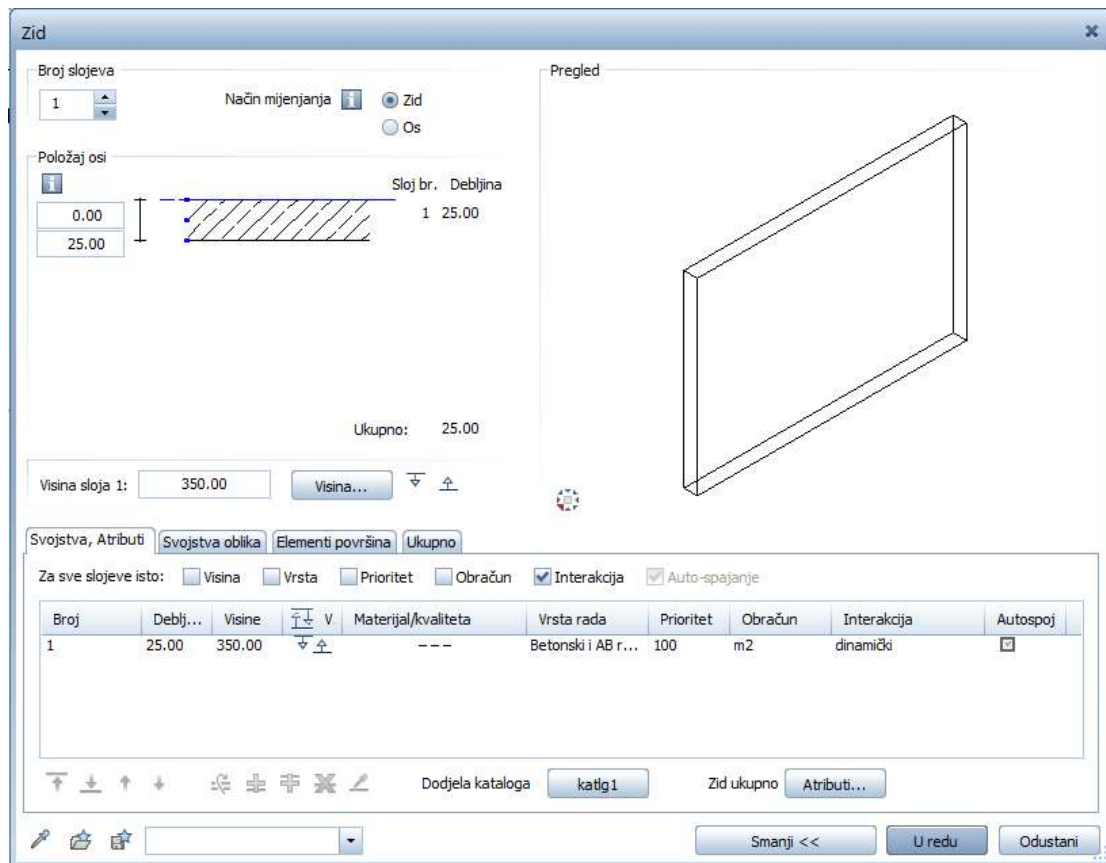 Zid
Broj slojeva
1
Način mijenjanja
Zid
Os
Položaj osi
0.00
25.00
Sloj br. Debljina
1 25.00
Ukupno: 25.00
Visina sloja 1: 350.00 Visina...
Pregled
Svojstva, Atributi Svojstva oblika Elementi površina Ukupno
Za sve slojeve isto: Visina Vrsta Prioritet Obračun Interakcija Auto-spajanje
Broj Deblj... Visine V Materijal/kvaliteta Vrsta rada Prioritet Obračun Interakcija Autospoj
1 25.00 350.00 --- Betonski i AB r... 100 m2 dinamički
Dodjela kataloga katlg1 Zid ukupno Atributi...
Smanji << U redu Odustani